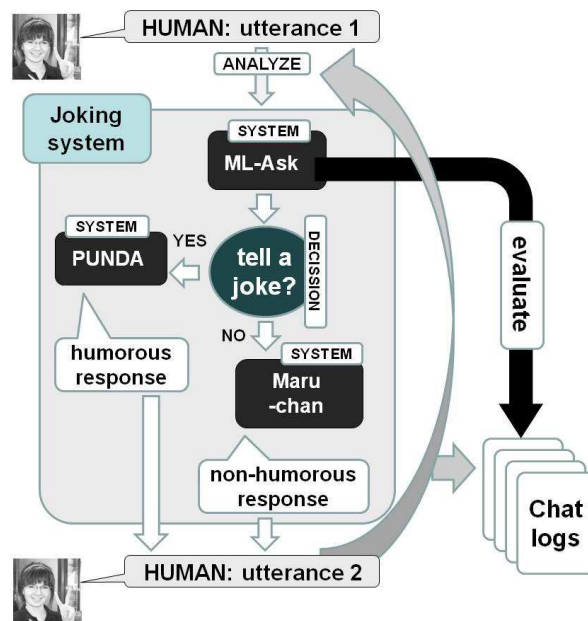 HUMAN: utterance 1
ANALYZE
Joking
system
SYSTEM
ML-Ask
SYSTEM
PUNDA
YES
tell a
joke?
DECISSION
evaluate
NO
SYSTEM
Maru
-chan
humorous
response
non-humorous
response
Chat
logs
HUMAN: utterance 2